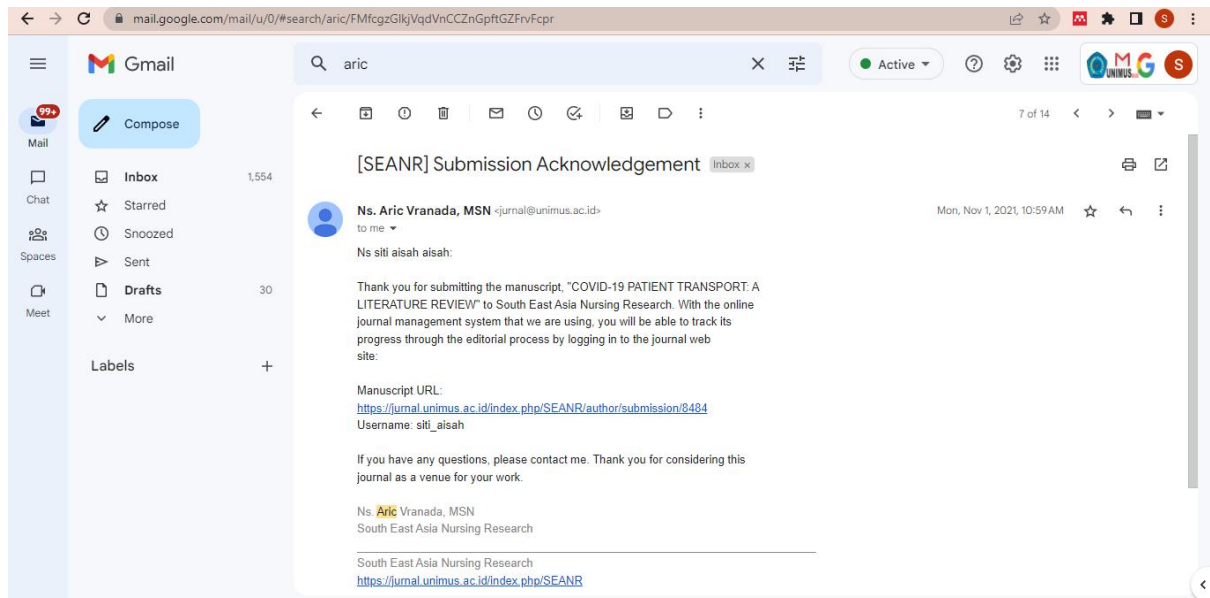 mail.google.com/mail/u/0/#search/aric/FMfcgzGlkjVqdVnCCZnGpftGZFrvFcpr
S
Gmail
aric
Active
UNIMUS
MG
S
99+
Mail
Chat
Spaces
Meet
Compose
Inbox 1,554
Starred
Snoozed
Sent
Drafts 30
More
Labels
7 of 14
[SEANR] Submission Acknowledgement Inbox x
Ns. Aric Vranada, MSN <jurnal@unimus.ac.id> Mon, Nov 1, 2021, 10:59 AM
to me
Ns siti aisah aisah:
Thank you for submitting the manuscript, "COVID-19 PATIENT TRANSPORT: A
LITERATURE REVIEW" to South East Asia Nursing Research. With the online
journal management system that we are using, you will be able to track its
progress through the editorial process by logging in to the journal web
site:
Manuscript URL:
https://jurnal.unimus.ac.id/index.php/SEANR/author/submission/8484
Username: siti_aisah
If you have any questions, please contact me. Thank you for considering this
journal as a venue for your work.
Ns. Aric Vranada, MSN
South East Asia Nursing Research
South East Asia Nursing Research
https://jurnal.unimus.ac.id/index.php/SEANR